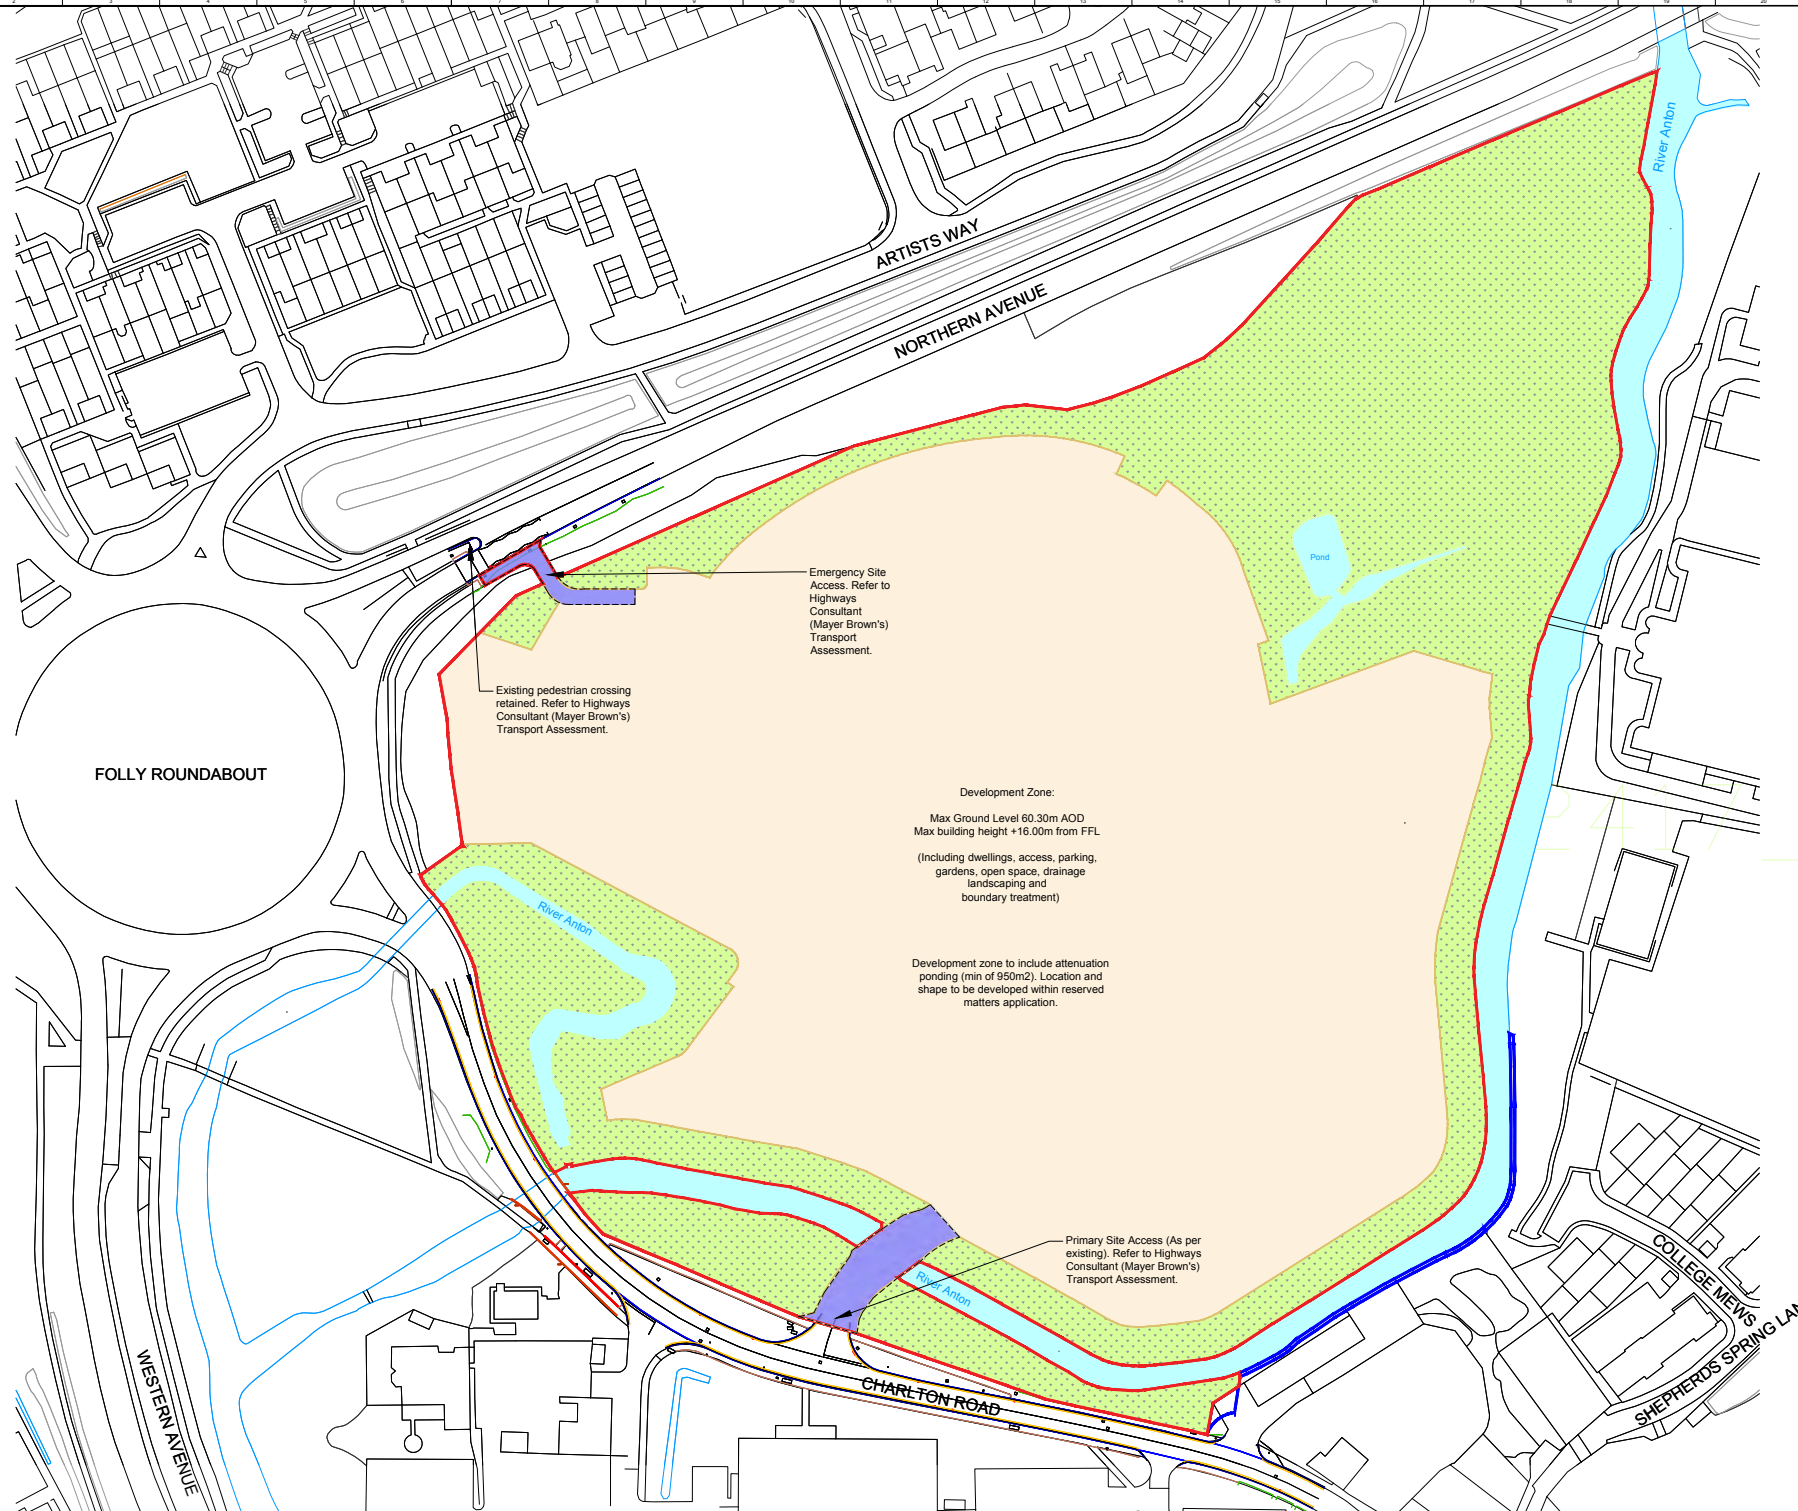 ARTISTS WAY
NORTHERN AVENUE
River Anton
Pond
Emergency Site
Access. Refer to
Highways
Consultant
(Mayer Brown's)
Transport
Assessment.
Existing pedestrian crossing
retained. Refer to Highways
Consultant (Mayer Brown's)
Transport Assessment.
FOLLY ROUNDABOUT
Development Zone:
Max Ground Level 60.30m AOD
Max building height +16.00m from FFL
(Including dwellings, access, parking,
gardens, open space, drainage
landscaping and
boundary treatment)
River Anton
Development zone to include attenuation
ponding (min of 950m2). Location and
shape to be developed within reserved
matters application.
Primary Site Access (As per
existing). Refer to Highways
Consultant (Mayer Brown's)
Transport Assessment.
River Anton
COLLEGE MEWS
SHEPHERDS SPRING LAN
CHARLTON ROAD
WESTERN AVENUE